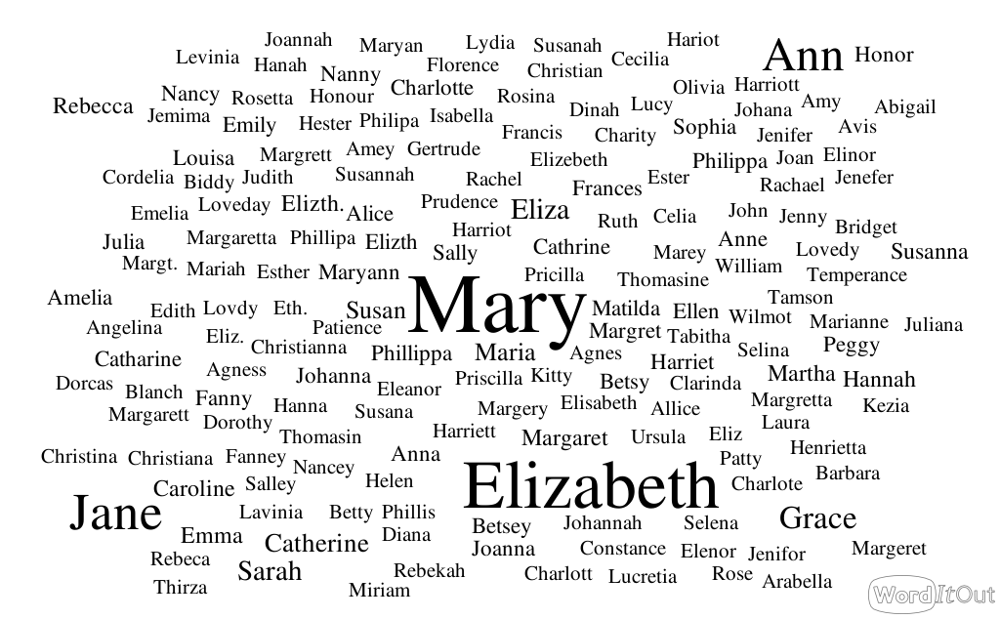 Joannah Maryan Lydia Susanah Hariot
Levinia Hanah Nanny Florence Christian Cecilia Ann Honor
Rebecca Nancy Rosetta Honour Charlotte Rosina Dinah Lucy Olivia Harriott Johana Amy Abigail
Jemima Emily Hester Philipa Isabella Francis Charity Sophia Jenifer Avis
Louisa Margrett Amey Gertrude Elizebeth Philippa Joan Elinor
Cordelia Biddy Judith Susannah Rachel Frances Ester Rachael Jenefer
Emelia Loveday Elizth. Alice Prudence Eliza Ruth Celia John Jenny Bridget
Julia Margaretta Phillipa Elizth Sally Harriot Cathrine Marey Anne Lovedy Susanna
Margt. Mariah Esther Maryann Pricilla Thomasine William Temperance
Amelia Edith Lovdy Eth. Susan Mary Matilda Ellen Wilmot Tamson Marianne Juliana
Angelina Eliz. Christianna Patience Margret Tabitha
Catharine Phillippa Maria Agnes Harriet Selina Peggy
Dorcas Agness Johanna Eleanor Priscilla Kitty Betsy Clarinda Martha Hannah
Blanch Fanny Hanna Susana Margery Elisabeth Allice Margretta Kezia
Margarett Dorothy Thomasin Harriett Margaret Ursula Eliz Laura
Christina Christiana Fanney Nancey Anna Patty Henrietta
Caroline Salley Helen Elizabeth Charlote Barbara
Jane Lavinia Betty Phillis Betsey Johannah Selena Grace
Emma Catherine Diana Joanna Constance Elenor Jenifor Margeret
Rebeca Sarah Rebekah Charlott Lucretia Rose Arabella
Thirza Miriam
WordItOut